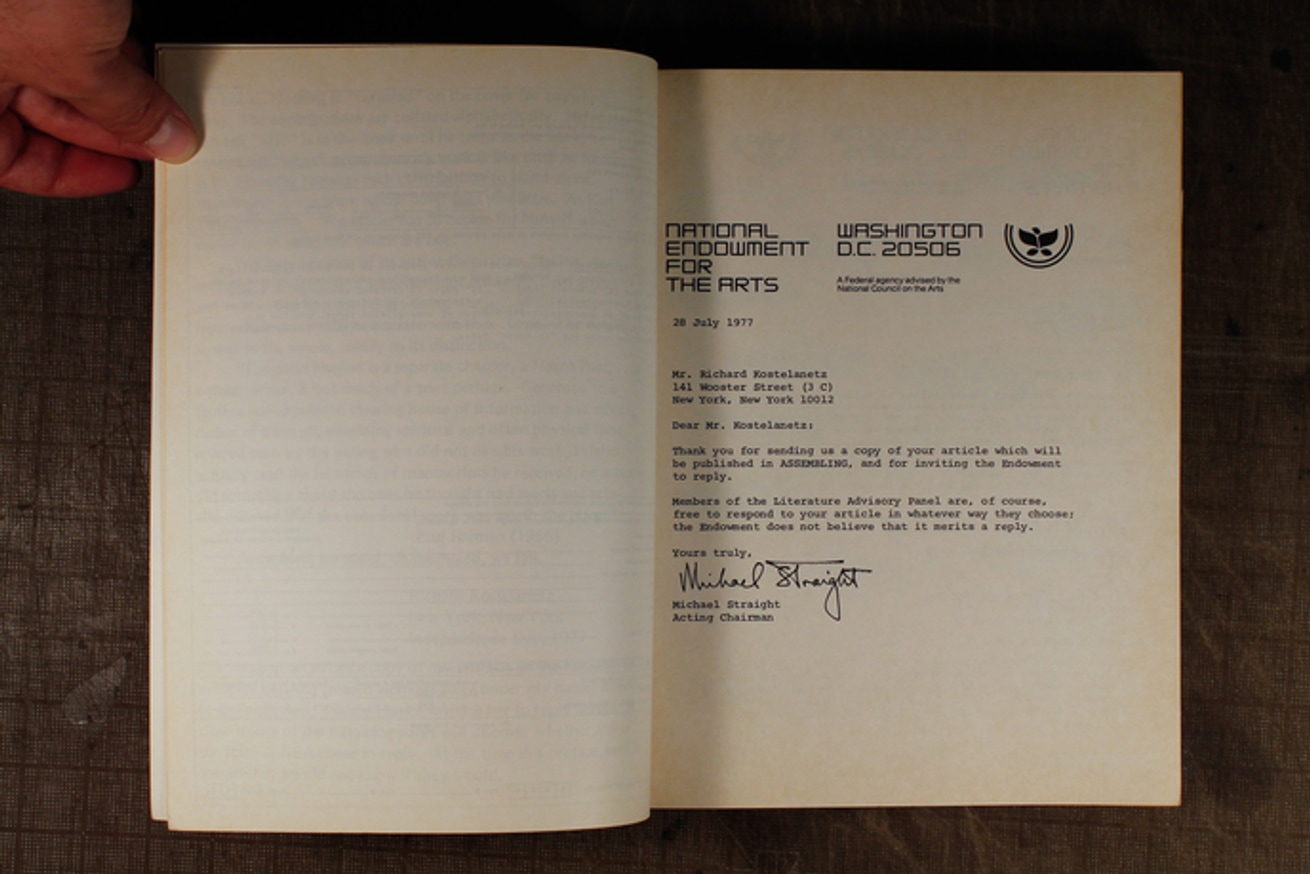 NATIONAL
ENDOWMENT
FOR
THE ARTS
WASHINGTON
D.C. 20506
A Federal agency advised by the
National Council on the Arts
28 July 1977
Mr. Richard Kostelanetz
141 Wooster Street (3 C)
New York, New York 10012
Dear Mr. Kostelanetz:
Thank you for sending us a copy of your article which will
be published in ASSEMBLING, and for inviting the Endowment
to reply.
Members of the Literature Advisory Panel are, of course,
free to respond to your article in whatever way they choose;
the Endowment does not believe that it merits a reply.
Yours truly,
Michael Straight
Michael Straight
Acting Chairman